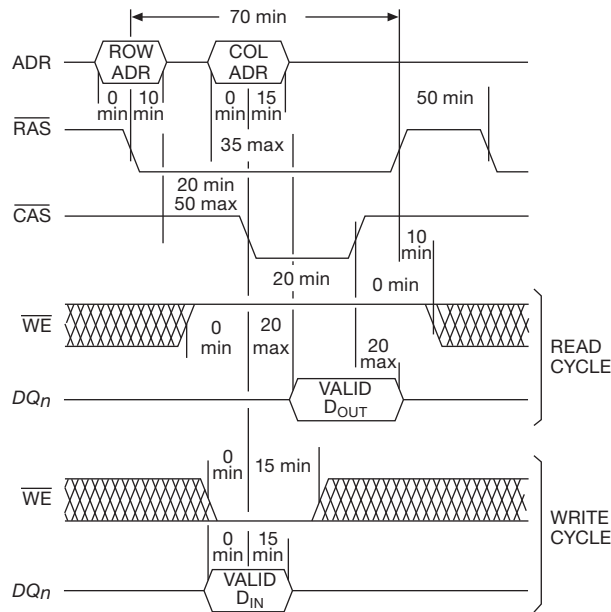 70 min
ADR
ROW
ADR
COL
ADR
0
min
10
min
0
min
15
min
50 min
RAS
35 max
20 min
50 max
CAS
10
min
20 min
0 min
WE
0
min
20
max
20
max
READ
CYCLE
DQn
VALID
DOUT
0
min
15 min
WE
WRITE
CYCLE
0
min
15
min
DQn
VALID
DIN